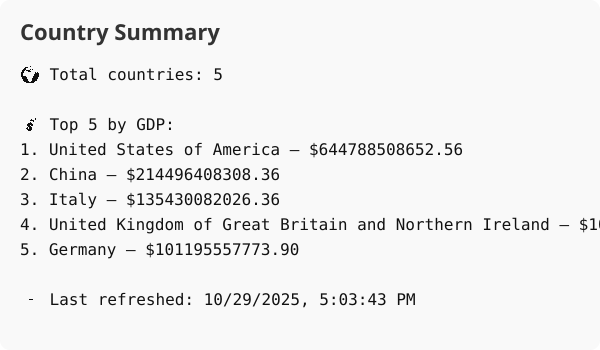 Country Summary
Total countries: 5
Top 5 by GDP:
1. United States of America — $644788508652.56
2. China — $214496408308.36
3. Italy — $135430082026.36
4. United Kingdom of Great Britain and Northern Ireland — $1
5. Germany — $101195557773.90
- Last refreshed: 10/29/2025, 5:03:43 PM